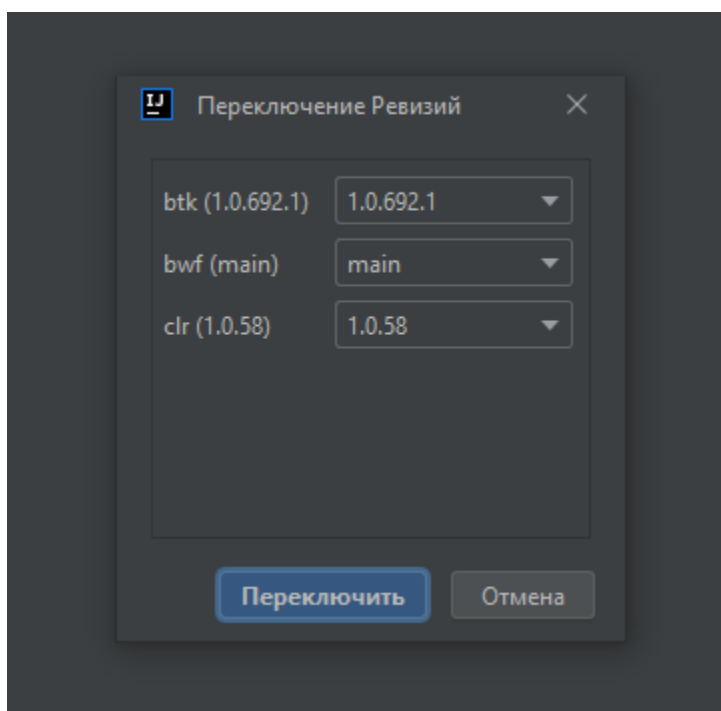 IJ
Переключение Ревизий
btk (1.0.692.1) 1.0.692.1
bwf (main) main
clr (1.0.58) 1.0.58
Переключить Отмена